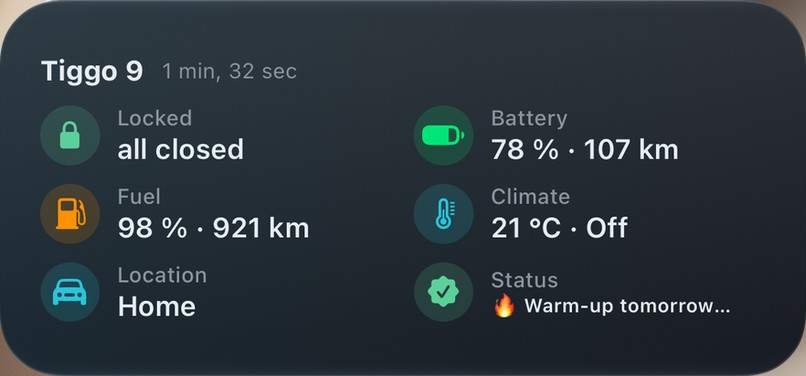 Tiggo 9 1 min, 32 sec
Locked
all closed
Battery
78 % · 107 km
Fuel
98 % · 921 km
Climate
21 °C · Off
Location
Home
Status
🔥 Warm-up tomorrow...